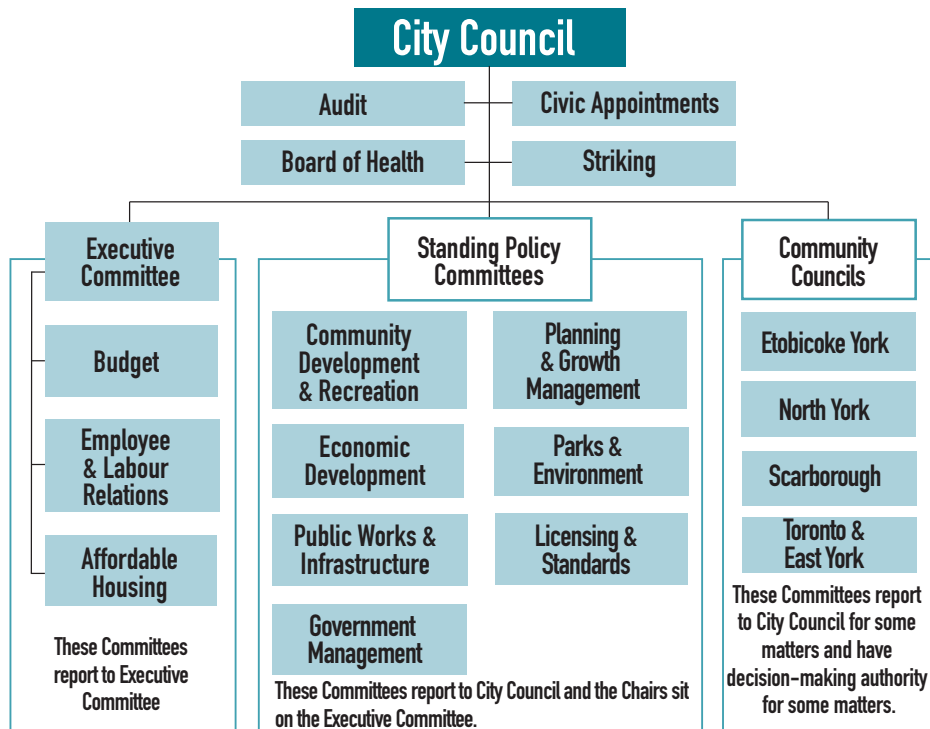 City Council
Audit
Civic Appointments
Board of Health
Striking
Executive
Committee
Budget
Employee
& Labour
Relations
Affordable
Housing
These Committees
report to Executive
Committee
Standing Policy
Committees
Community
Development
& Recreation
Planning
& Growth
Management
Economic
Development
Parks &
Environment
Public Works &
Infrastructure
Licensing &
Standards
Government
Management
These Committees report to City Council and the Chairs sit
on the Executive Committee.
Community
Councils
Etobicoke York
North York
Scarborough
Toronto &
East York
These Committees report
to City Council for some
matters and have
decision-making authority
for some matters.